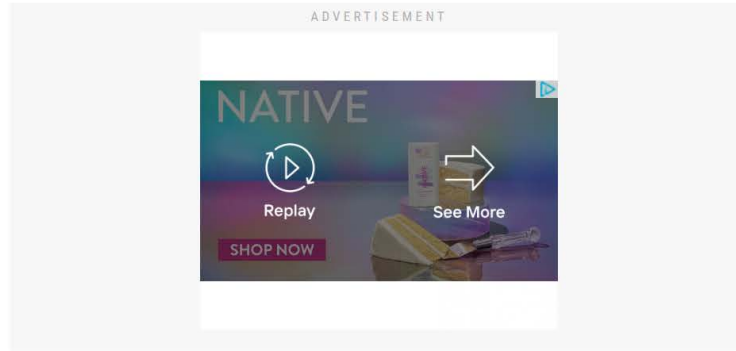 ADVERTISEMENT
NATIVE
Replay
See More
SHOP NOW